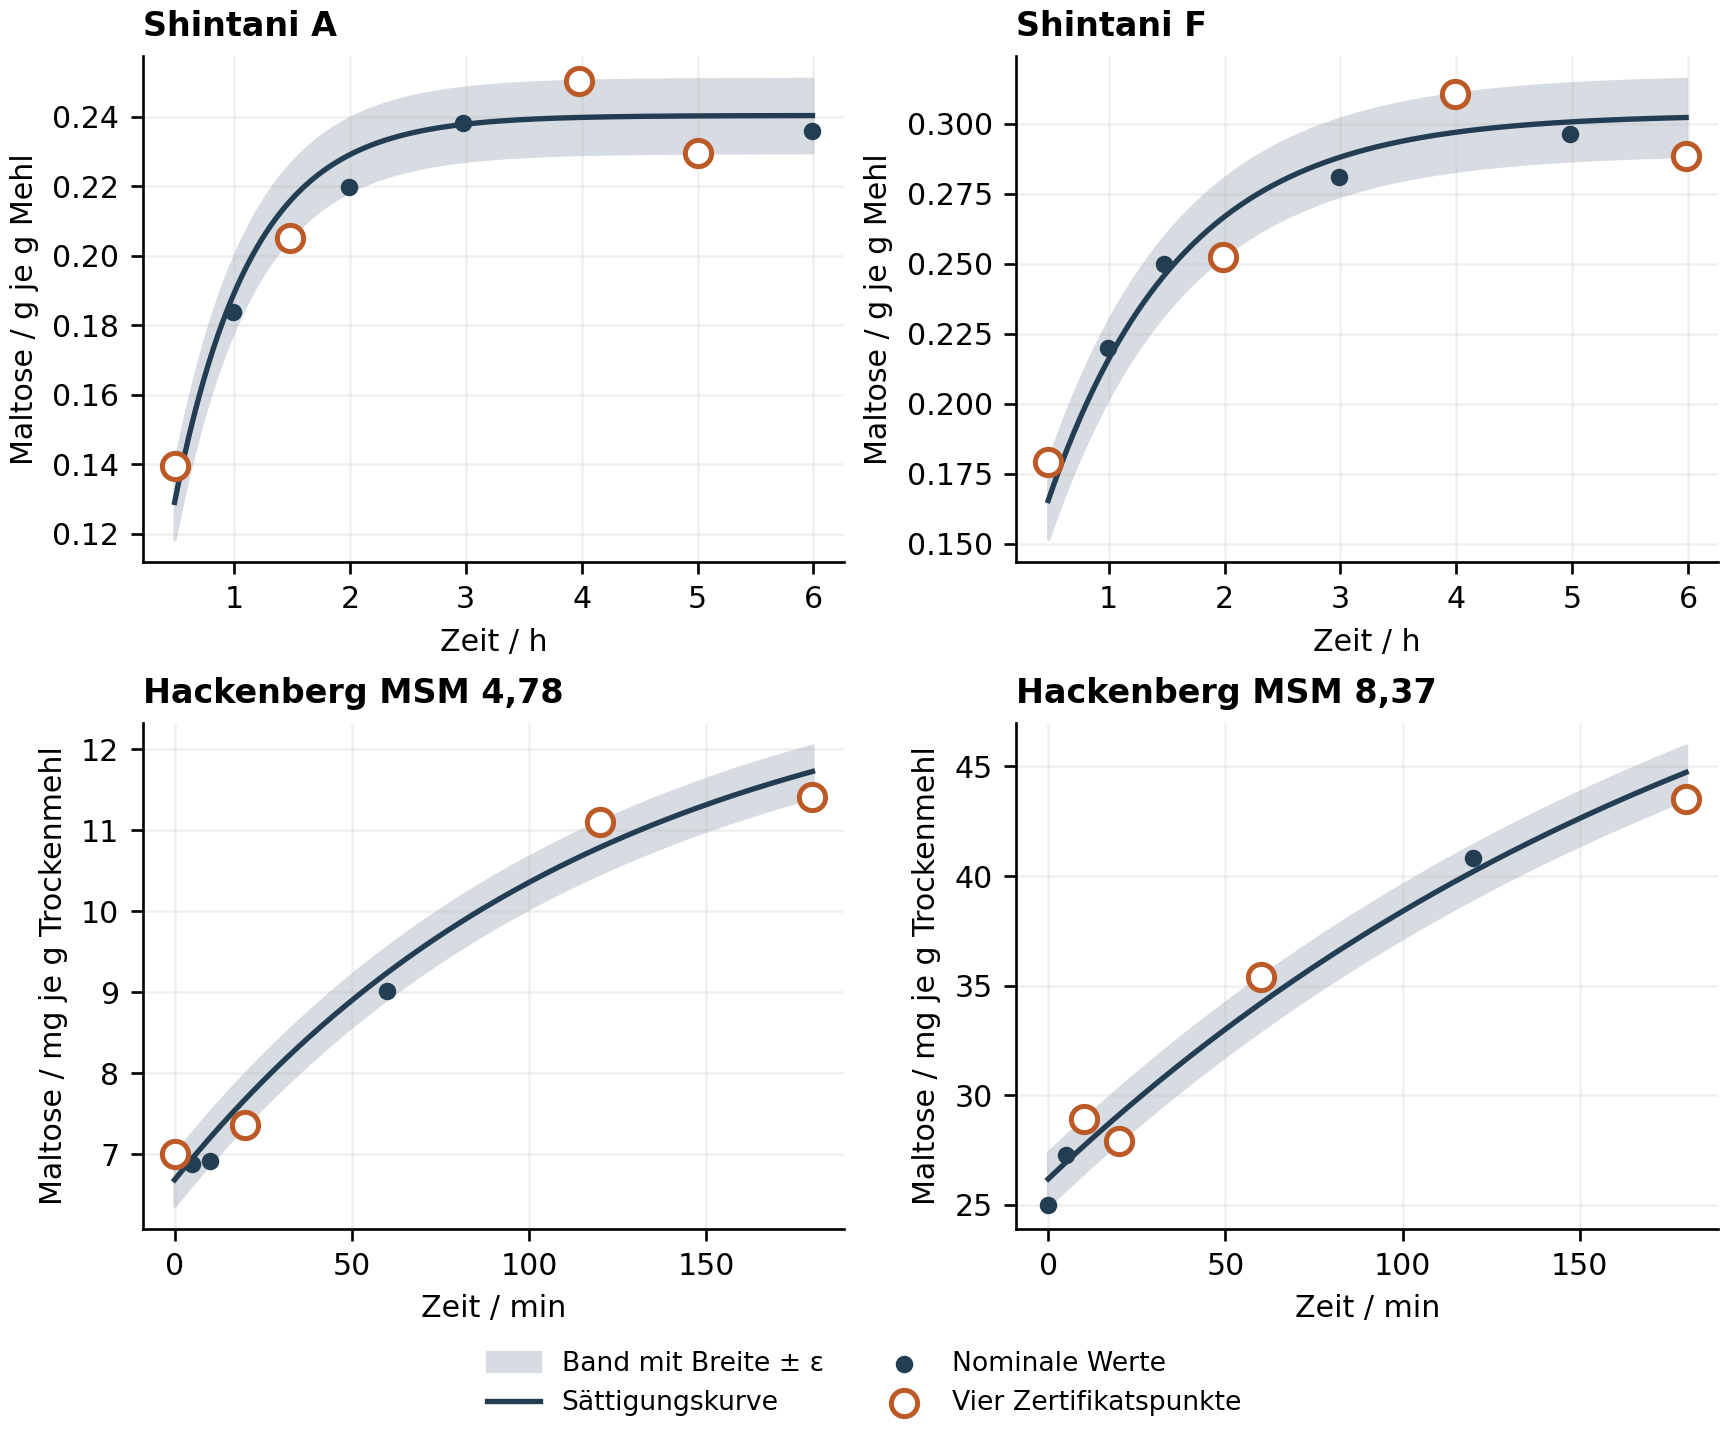 Shintani A
Maltose / g je g Mehl
0.24
0.22
0.20
0.18
0.16
0.14
0.12
1 2 3 4 5 6
Zeit / h
Shintani F
Maltose / g je g Mehl
0.300
0.275
0.250
0.225
0.200
0.175
0.150
1 2 3 4 5 6
Zeit / h
Hackenberg MSM 4,78
Maltose / mg je g Trockenmehl
12
11
10
9
8
7
0 50 100 150
Zeit / min
Hackenberg MSM 8,37
Maltose / mg je g Trockenmehl
45
40
35
30
25
0 50 100 150
Zeit / min
Band mit Breite ± ε
Sättigungskurve
Nominale Werte
Vier Zertifikatspunkte